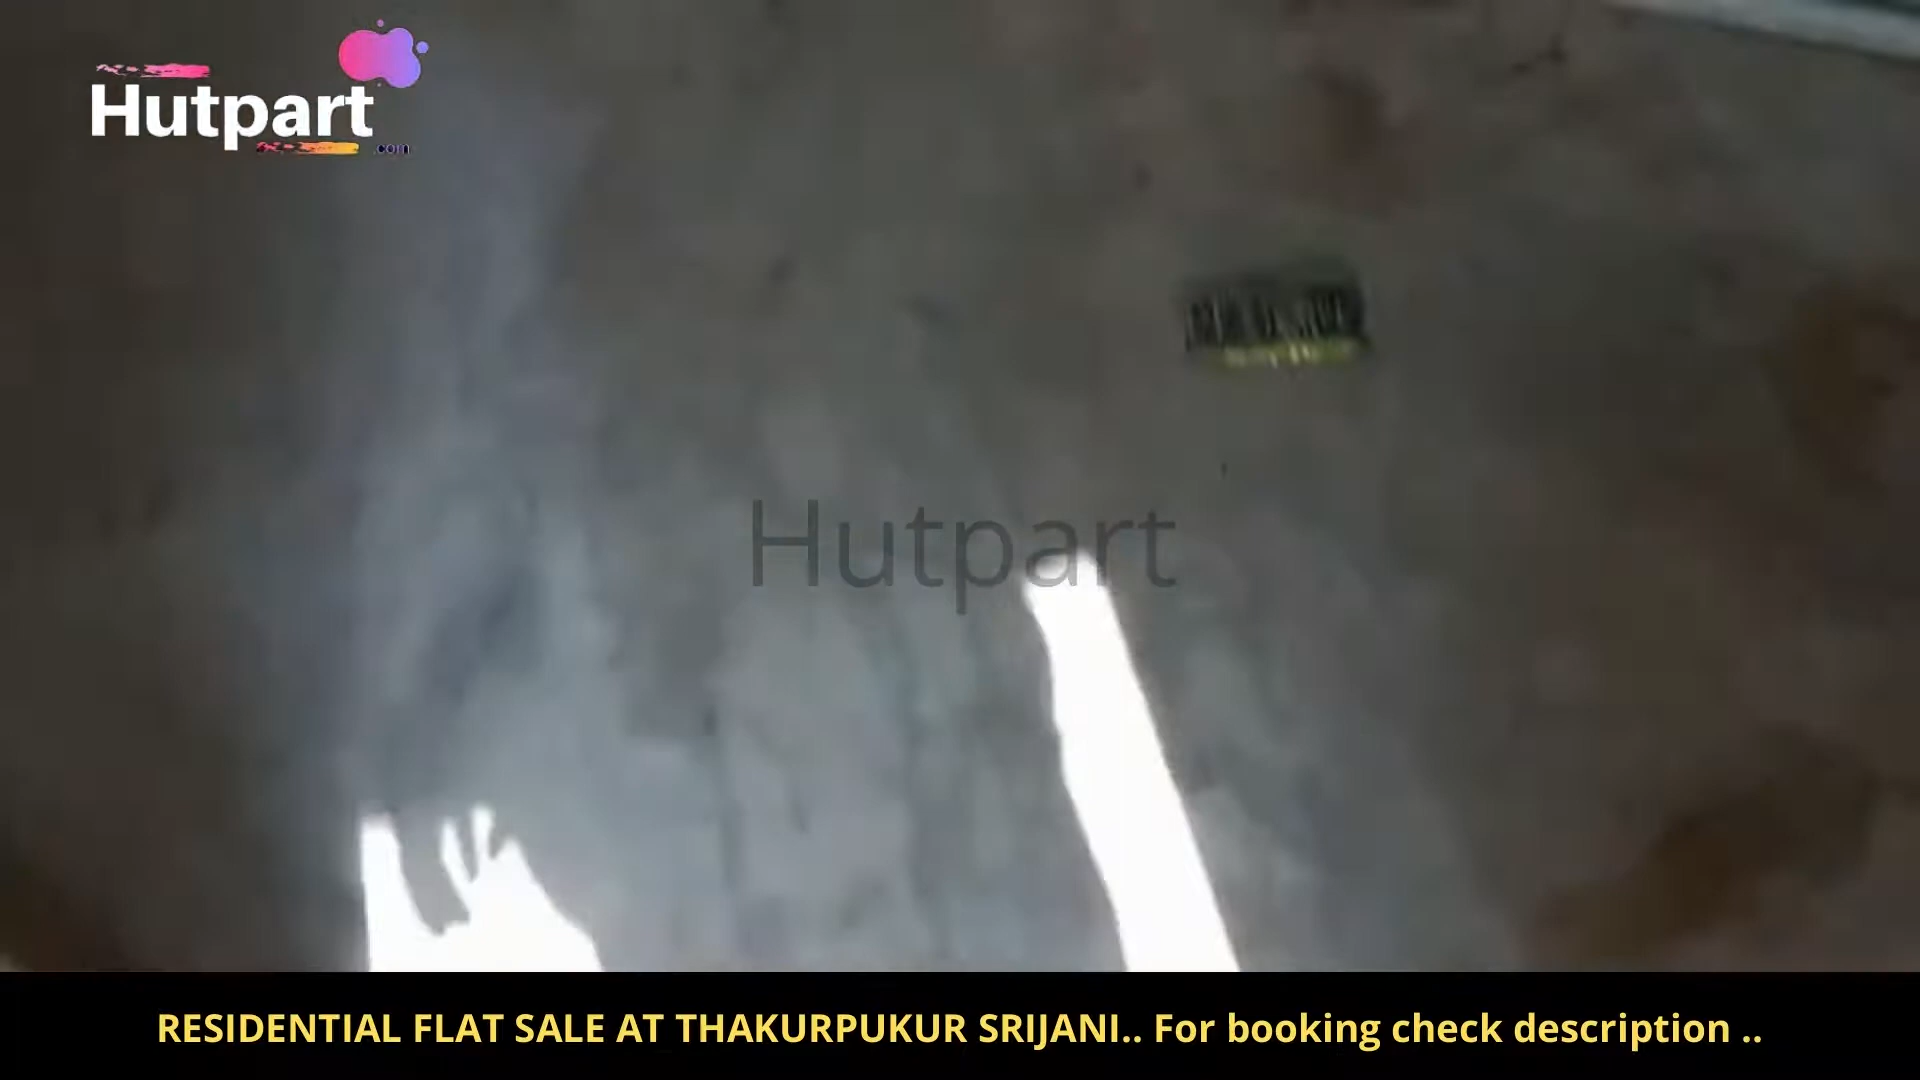 Hutpart
.com
Hutpart
RESIDENTIAL FLAT SALE AT THAKURPUKUR SRIJANI.. For booking check description ..